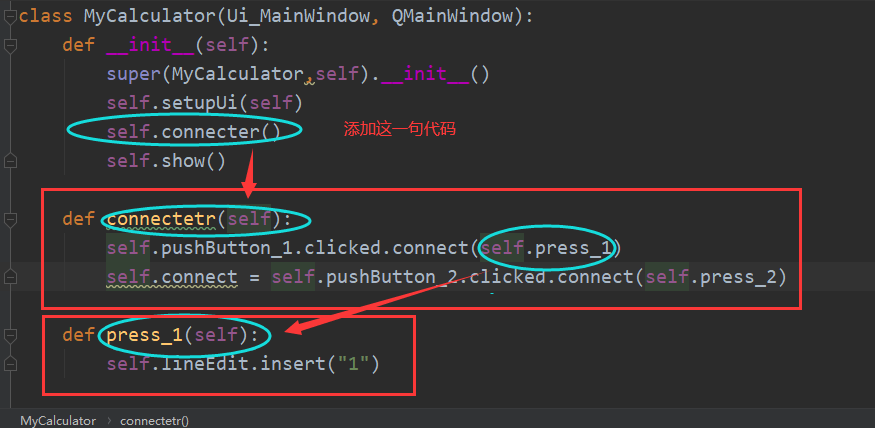 class MyCalculator(Ui_MainWindow, QMainWindow):
def __init__(self):
super(MyCalculator,self).__init__()
self.setupUi(self)
self.connecter() 添加这一句代码
self.show()
def connectetr(self):
self.pushButton_1.clicked.connect(self.press_1)
self.connect = self.pushButton_2.clicked.connect(self.press_2)
def press_1(self):
self.lineEdit.insert("1")
MyCalculator › connectetr()